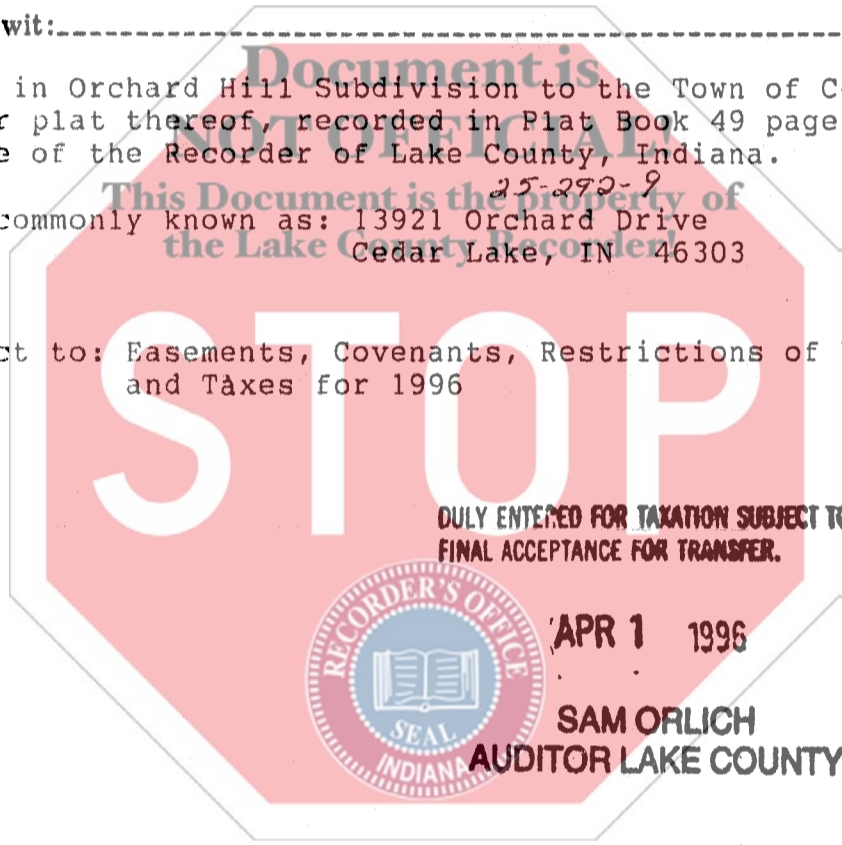 wit:
Document is
in Orchard Hill Subdivision to the Town of C
r plat thereof, recorded in Plat Book 49 page
NOT OFFICIAL!
e of the Recorder of Lake County, Indiana.
25-292-9
This Document is the property of
commonly known as: 13921 Orchard Drive
the Lake County Recorder!
Cedar Lake, IN 46303
STOP
ct to: Easements, Covenants, Restrictions of
and Taxes for 1996
DULY ENTERED FOR TAXATION SUBJECT TO
FINAL ACCEPTANCE FOR TRANSFER.
APR 1 1996
SAM ORLICH
AUDITOR LAKE COUNTY
RECORDER'S OFFICE
SEAL
INDIANA